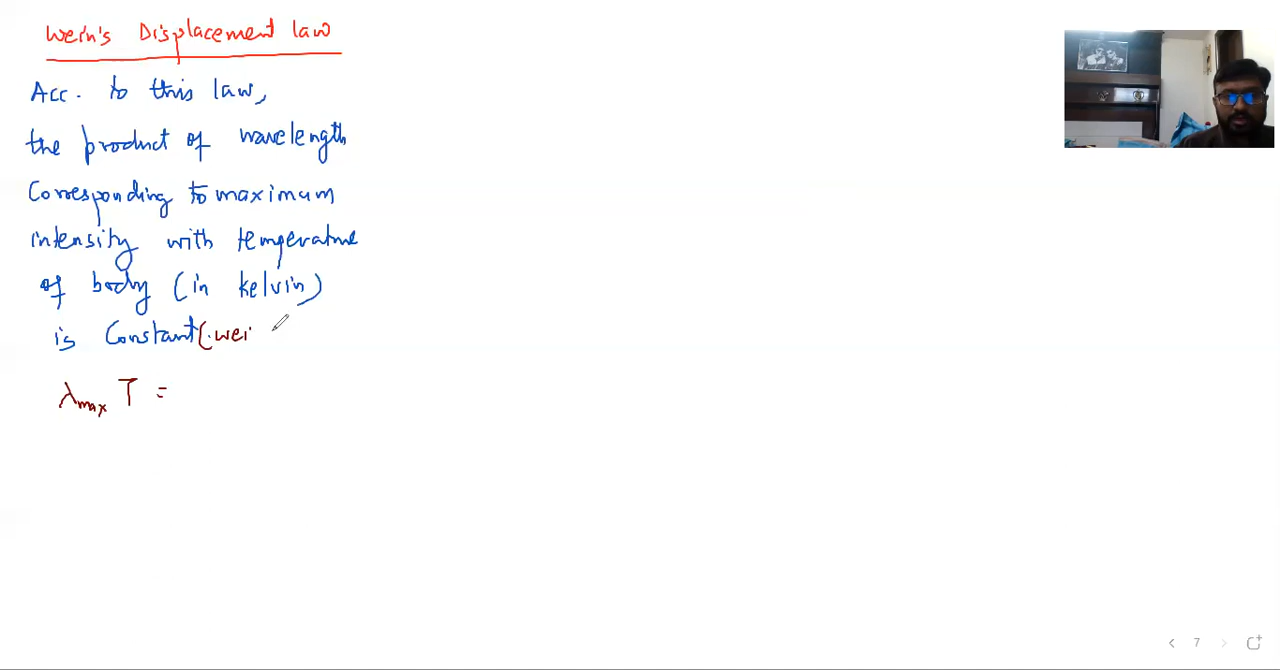 Wein's Displacement law
Acc. to this law,
the product of wavelength
Corresponding to maximum
intensity with temperature
of body (in kelvin)
is Constant (. wei
λmax T =
7